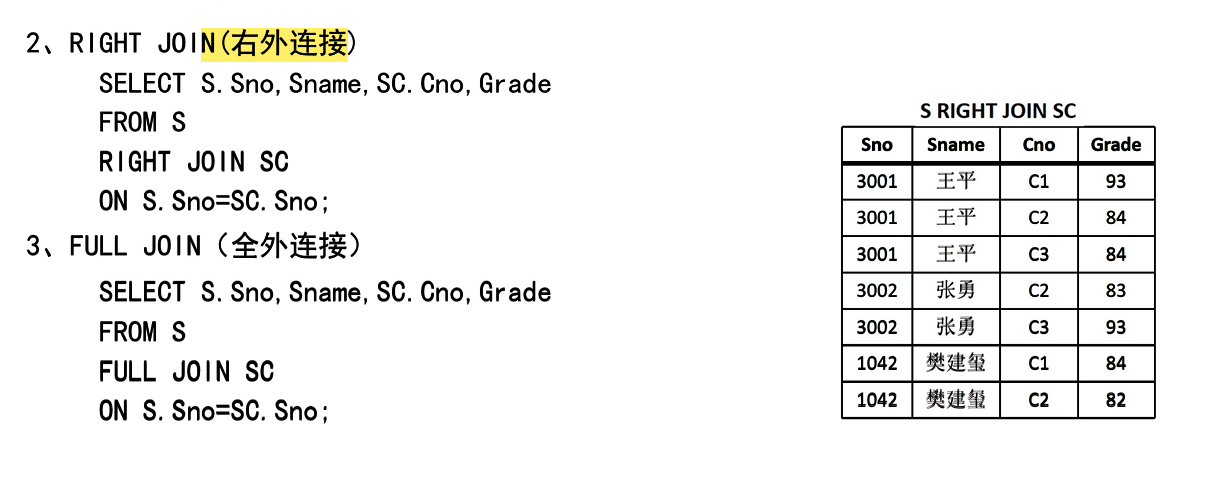 2、RIGHT JOIN(右外连接)
SELECT S.Sno,Sname,SC.Cno,Grade
FROM S
RIGHT JOIN SC
ON S.Sno=SC.Sno;
3、FULL JOIN（全外连接）
SELECT S.Sno,Sname,SC.Cno,Grade
FROM S
FULL JOIN SC
ON S.Sno=SC.Sno;
S RIGHT JOIN SC
Sno Sname Cno Grade
3001 王平 C1 93
3001 王平 C2 84
3001 王平 C3 84
3002 张勇 C2 83
3002 张勇 C3 93
1042 樊建玺 C1 84
1042 樊建玺 C2 82